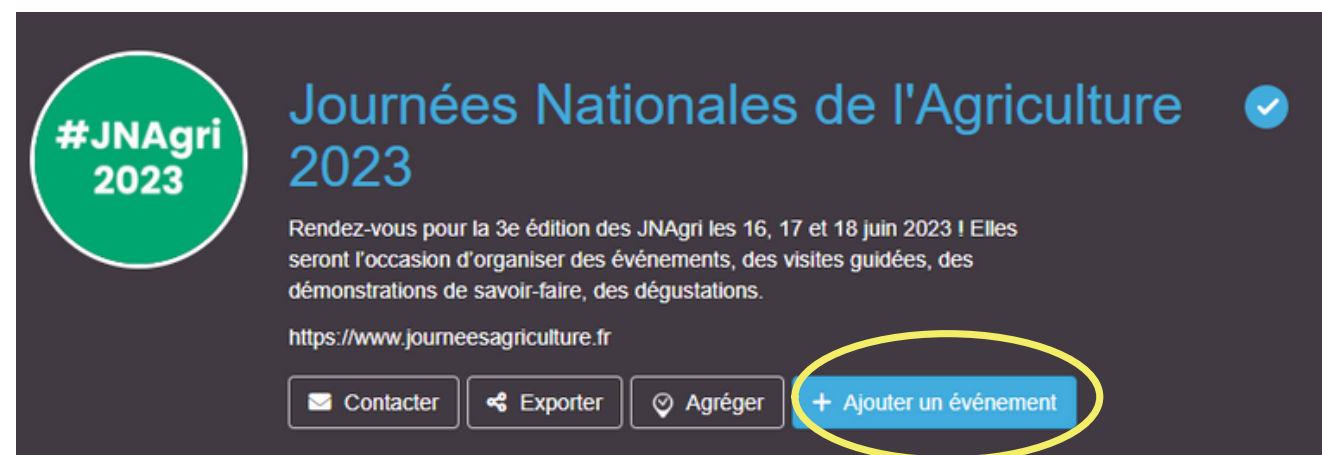 #JNAgri
2023
Journées Nationales de l'Agriculture
2023
Rendez-vous pour la 3e édition des JNAgri les 16, 17 et 18 juin 2023 ! Elles
seront l'occasion d'organiser des événements, des visites guidées, des
démonstrations de savoir-faire, des dégustations.
https://www.journeesagriculture.fr
Contacter Exporter Agréger + Ajouter un événement